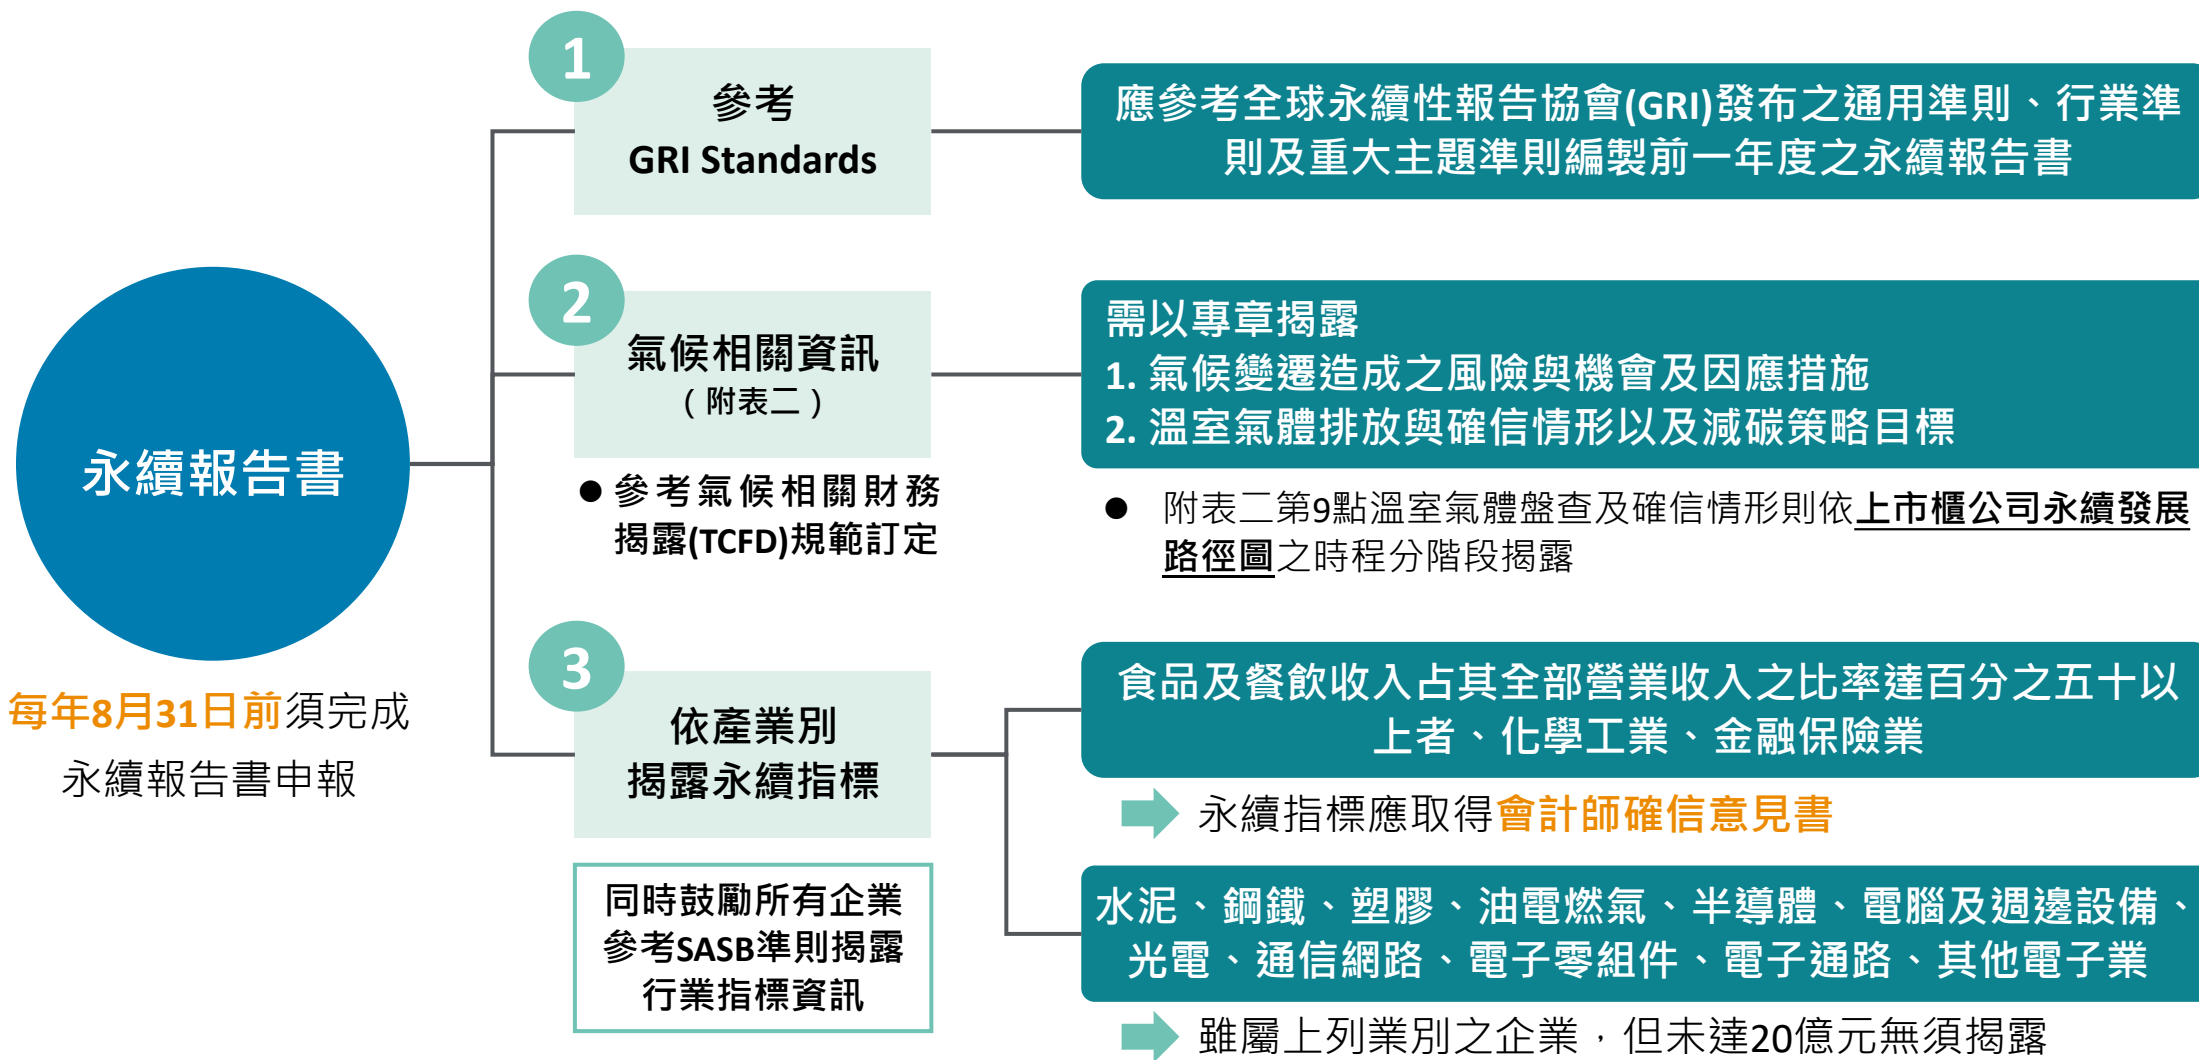 永續報告書
每年8月31日前須完成
永續報告書申報
1
參考
GRI Standards
應參考全球永續性報告協會(GRI)發布之通用準則、行業準
則及重大主題準則編製前一年度之永續報告書
2
氣候相關資訊
（附表二）
● 參考氣候相關財務
揭露(TCFD)規範訂定
需以專章揭露
1. 氣候變遷造成之風險與機會及因應措施
2. 溫室氣體排放與確信情形以及減碳策略目標
● 附表二第9點溫室氣體盤查及確信情形則依上市櫃公司永續發展
路徑圖之時程分階段揭露
3
依產業別
揭露永續指標
同時鼓勵所有企業
參考SASB準則揭露
行業指標資訊
食品及餐飲收入占其全部營業收入之比率達百分之五十以
上者、化學工業、金融保險業
永續指標應取得會計師確信意見書
水泥、鋼鐵、塑膠、油電燃氣、半導體、電腦及週邊設備、
光電、通信網路、電子零組件、電子通路、其他電子業
雖屬上列業別之企業，但未達20億元無須揭露